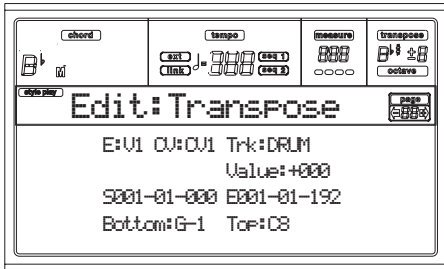 chord tempo measure transpose
ext seq 1
link seq 2
octave
style play page
Edit:Transpose
E:V1 CV:CV1 Trk:DRUM
Value:+000
S001-01-000 E001-01-192
Bottom:G-1 Top:C8